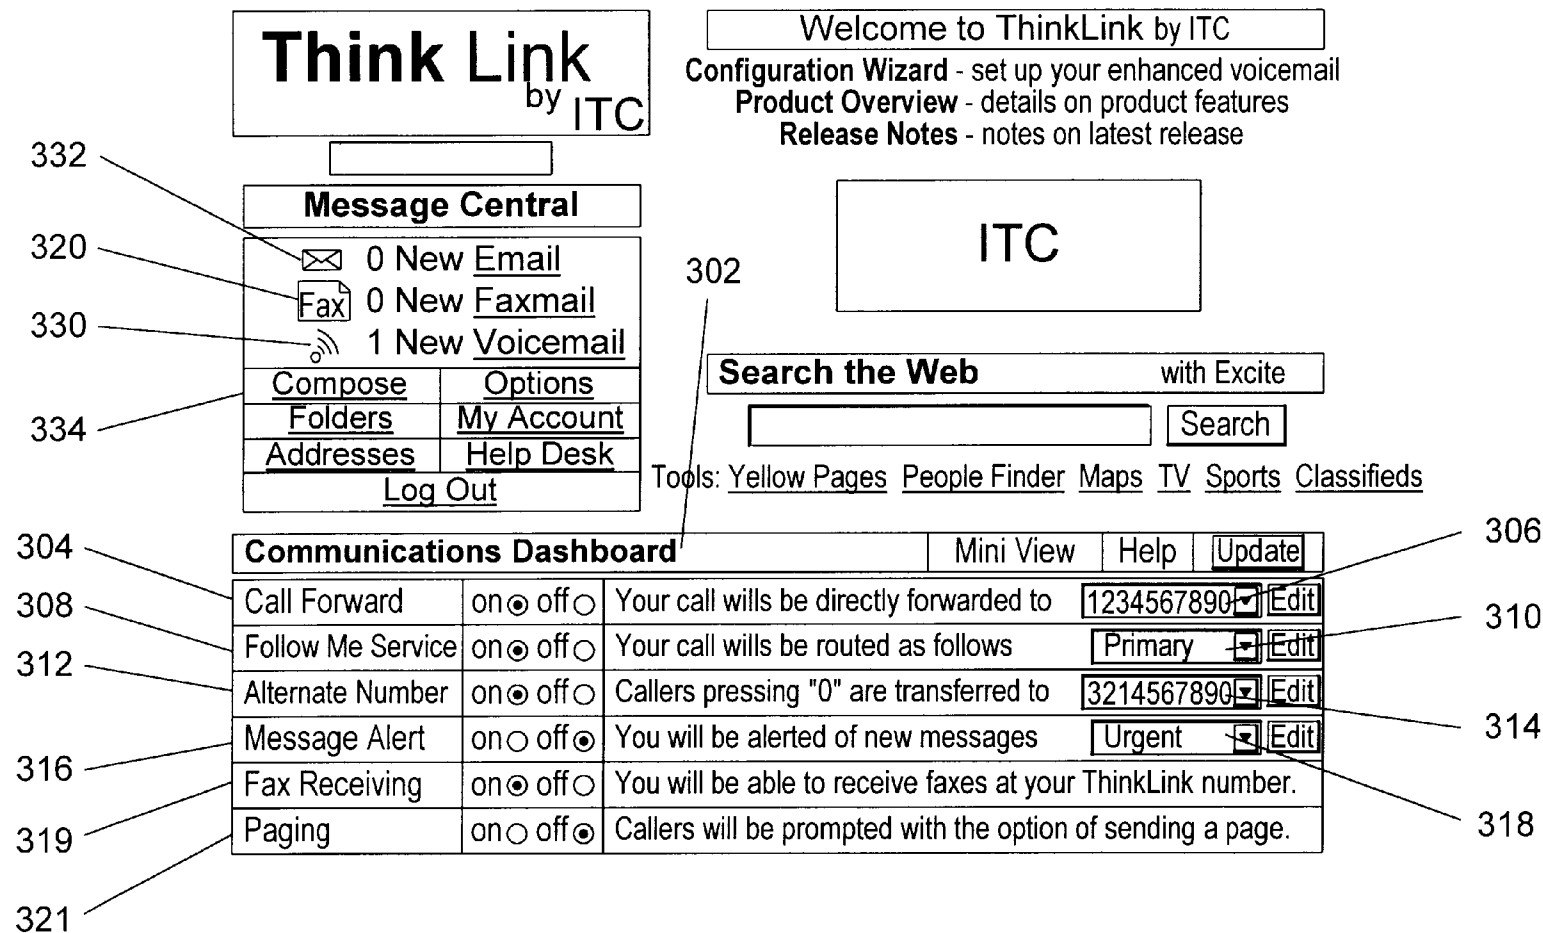 Think Link
by ITC
Welcome to ThinkLink by ITC
Configuration Wizard - set up your enhanced voicemail
Product Overview - details on product features
Release Notes - notes on latest release
332
Message Central
ITC
320
0 New Email
302
Fax 0 New Faxmail
330
1 New Voicemail
Search the Web with Excite
Compose Options
334
Folders My Account
Search
Addresses Help Desk
Tools: Yellow Pages People Finder Maps TV Sports Classifieds
Log Out
304
Communications Dashboard Mini View Help Update
306
Call Forward on off Your call wills be directly forwarded to 1234567890 Edit
308
310
Follow Me Service on off Your call wills be routed as follows Primary Edit
312
Alternate Number on off Callers pressing "0" are transferred to 3214567890 Edit
314
Message Alert on off You will be alerted of new messages Urgent Edit
316
Fax Receiving on off You will be able to receive faxes at your ThinkLink number.
319
318
Paging on off Callers will be prompted with the option of sending a page.
321